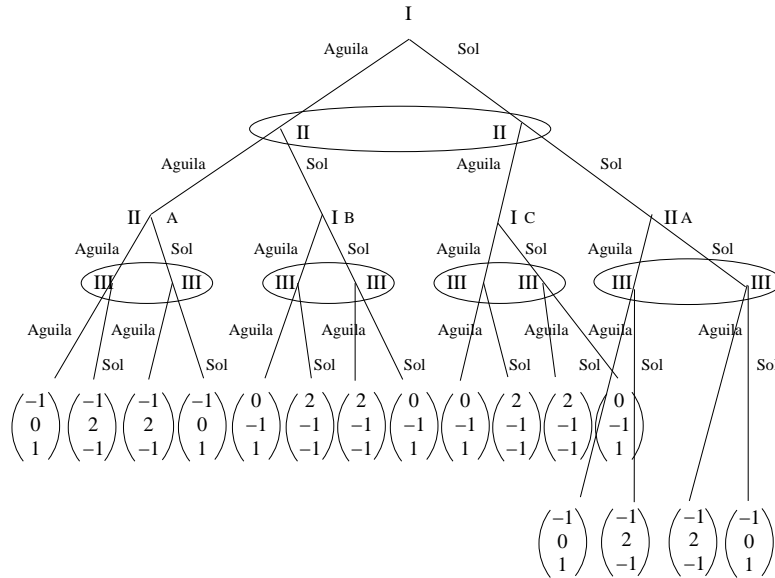 I
Aguila Sol
II II
Aguila Sol Aguila Sol
II A I B I C II A
Aguila Sol Aguila Sol Aguila Sol Aguila Sol
III III III III III III III III
Aguila Aguila Aguila Aguila Aguila Aguila Aguila Aguila
Sol Sol Sol Sol Sol Sol Sol Sol
−1 −1 −1 −1 0 2 2 0 0 2 2 0
0 2 2 0 −1 −1 −1 −1 −1 −1 −1 −1
1 −1 −1 1 1 −1 −1 1 1 −1 −1 1
−1 −1 −1 −1
0 2 2 0
1 −1 −1 1